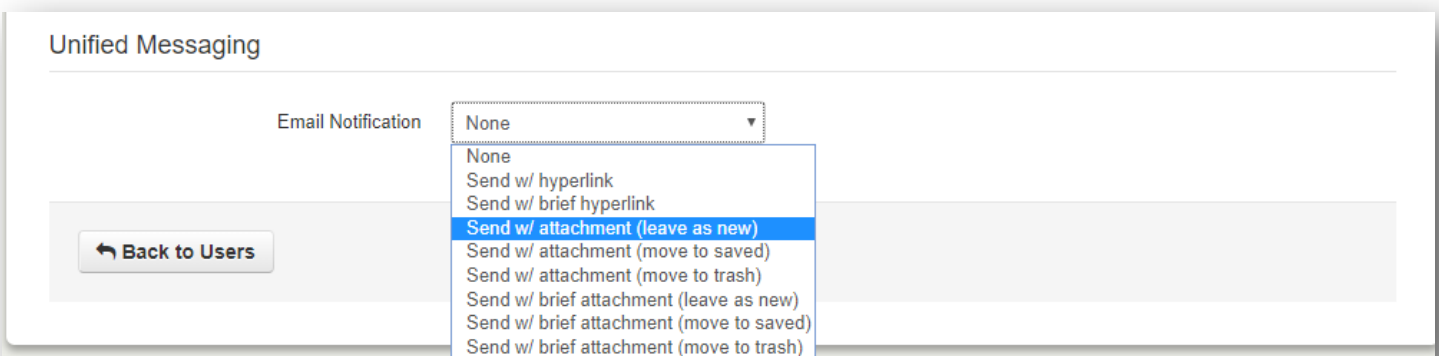 Unified Messaging
Email Notification
None
None
Send w/ hyperlink
Send w/ brief hyperlink
Send w/ attachment (leave as new)
Send w/ attachment (move to saved)
Send w/ attachment (move to trash)
Send w/ brief attachment (leave as new)
Send w/ brief attachment (move to saved)
Send w/ brief attachment (move to trash)
Back to Users